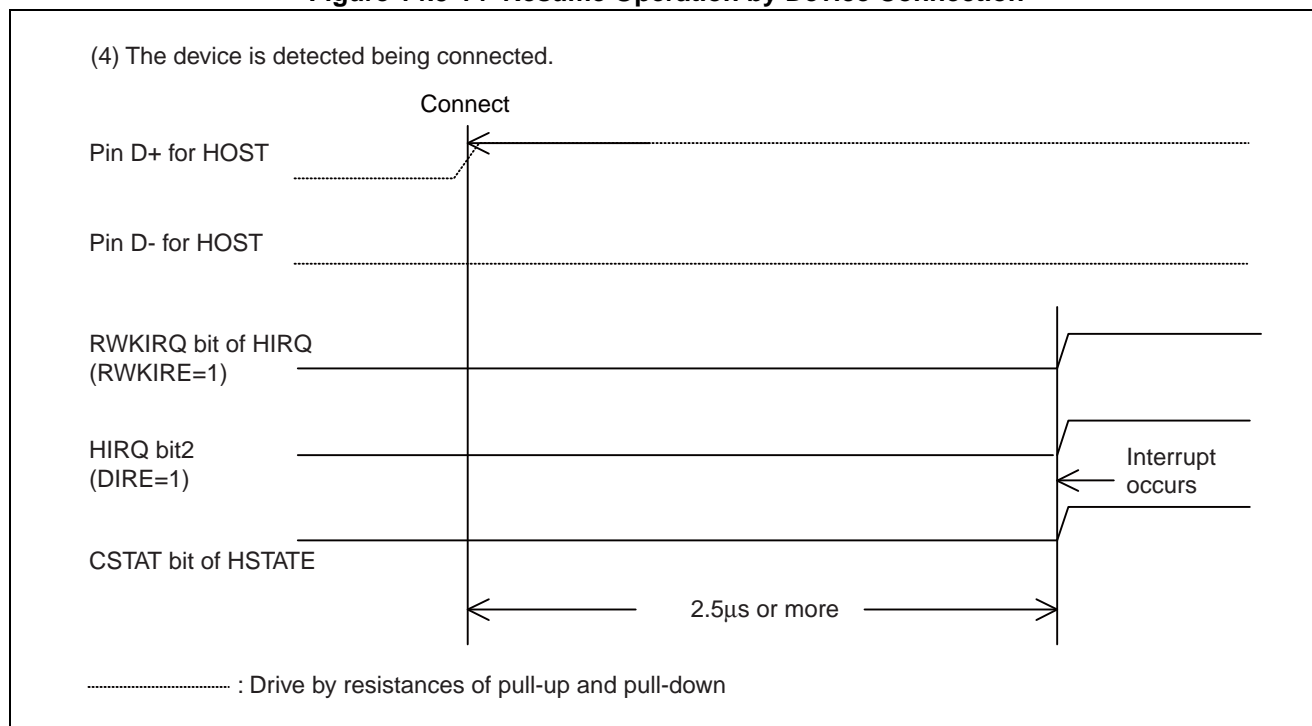 (4) The device is detected being connected.
Connect
Pin D+ for HOST
Pin D- for HOST
RWKIRQ bit of HIRQ
(RWKIRE=1)
HIRQ bit2
(DIRE=1)
Interrupt
occurs
CSTAT bit of HSTATE
2.5μs or more
: Drive by resistances of pull-up and pull-down